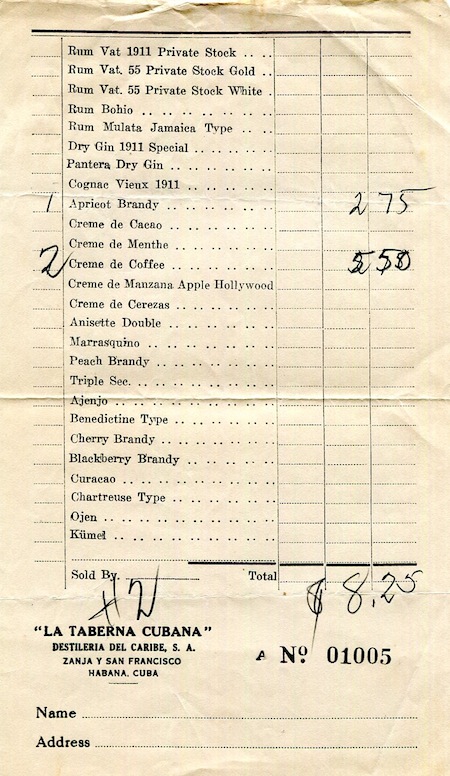 Rum Vat 1911 Private Stock .. ..
Rum Vat. 55 Private Stock Gold ..
Rum Vat. 55 Private Stock White .
Rum Bohio .. .. .. .. .. .. ..
Rum Mulata Jamaica Type .. ..
Dry Gin 1911 Special .. .. .. ..
Pantera Dry Gin .. .. .. .. ..
Cognac Vieux 1911 .. .. .. .. ..
1 Apricot Brandy .. .. .. .. .. .. 2 75
Creme de Cacao .. .. .. .. .. ..
Creme de Menthe .. .. .. .. ..
2 Creme de Coffee .. .. .. .. .. .. 5 50
Creme de Manzana Apple Hollywood
Creme de Cerezas .. .. .. .. ..
Anisette Double .. .. .. .. .. ..
Marrasquino .. .. .. .. .. .. ..
Peach Brandy .. .. .. .. .. .. ..
Triple Sec. .. .. .. .. .. .. ..
Ajenjo .. .. .. .. .. .. .. ..
Benedictine Type .. .. .. .. ..
Cherry Brandy .. .. .. .. .. ..
Blackberry Brandy .. .. .. .. ..
Curacao .. .. .. .. .. .. .. ..
Chartreuse Type .. .. .. .. .. ..
Ojen .. .. .. .. .. .. .. .. ..
Kümel .. .. .. .. .. .. .. ..
Sold By. Total $ 8.25
#2
"LA TABERNA CUBANA"
DESTILERIA DEL CARIBE, S. A.
ZANJA Y SAN FRANCISCO
HABANA, CUBA
A Nº 01005
Name
Address